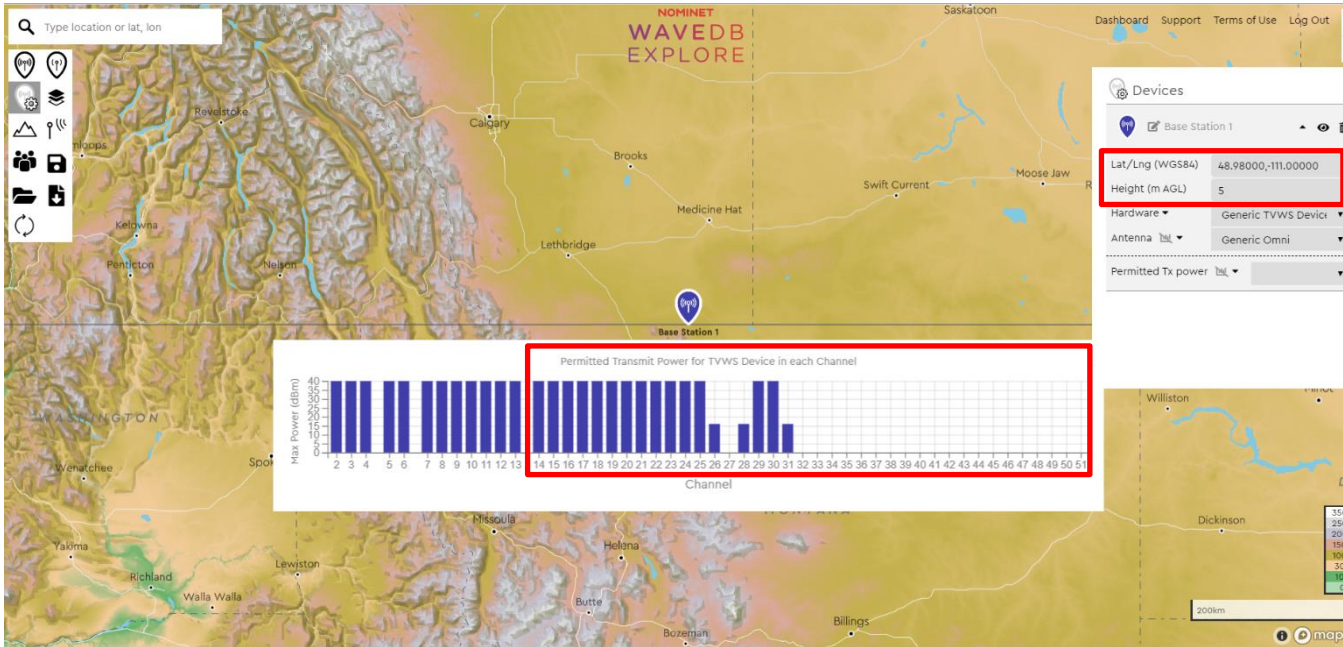 Type location or lat, lon
NOMINET
WAVEDB
EXPLORE
Saskatoon
Dashboard Support Terms of Use Log Out
Devices
Base Station 1
Lat/Lng (WGS84) 48.98000,-111.00000
Height (m AGL) 5
Hardware Generic TVWS Device
Antenna Generic Omni
Permitted Tx power
Revelstoke
Calgary
Brooks
Moose Jaw
Swift Current
Medicine Hat
Kelowna
Lethbridge
Penticton
Nelson
Base Station 1
Permitted Transmit Power for TVWS Device in each Channel
Max Power (dBm)
40
35
30
25
20
15
10
5
0
2 3 4 5 6 7 8 9 10 11 12 13 14 15 16 17 18 19 20 21 22 23 24 25 26 27 28 29 30 31 32 33 34 35 36 37 38 39 40 41 42 43 44 45 46 47 48 49 50 51
Channel
WASHINGTON
Williston
Wenatchee
Spok
MONTANA
Missoula
Dickinson
Yakima
Helena
Lewiston
Richland
Walla Walla
Butte
Bozeman
Billings
200km
map